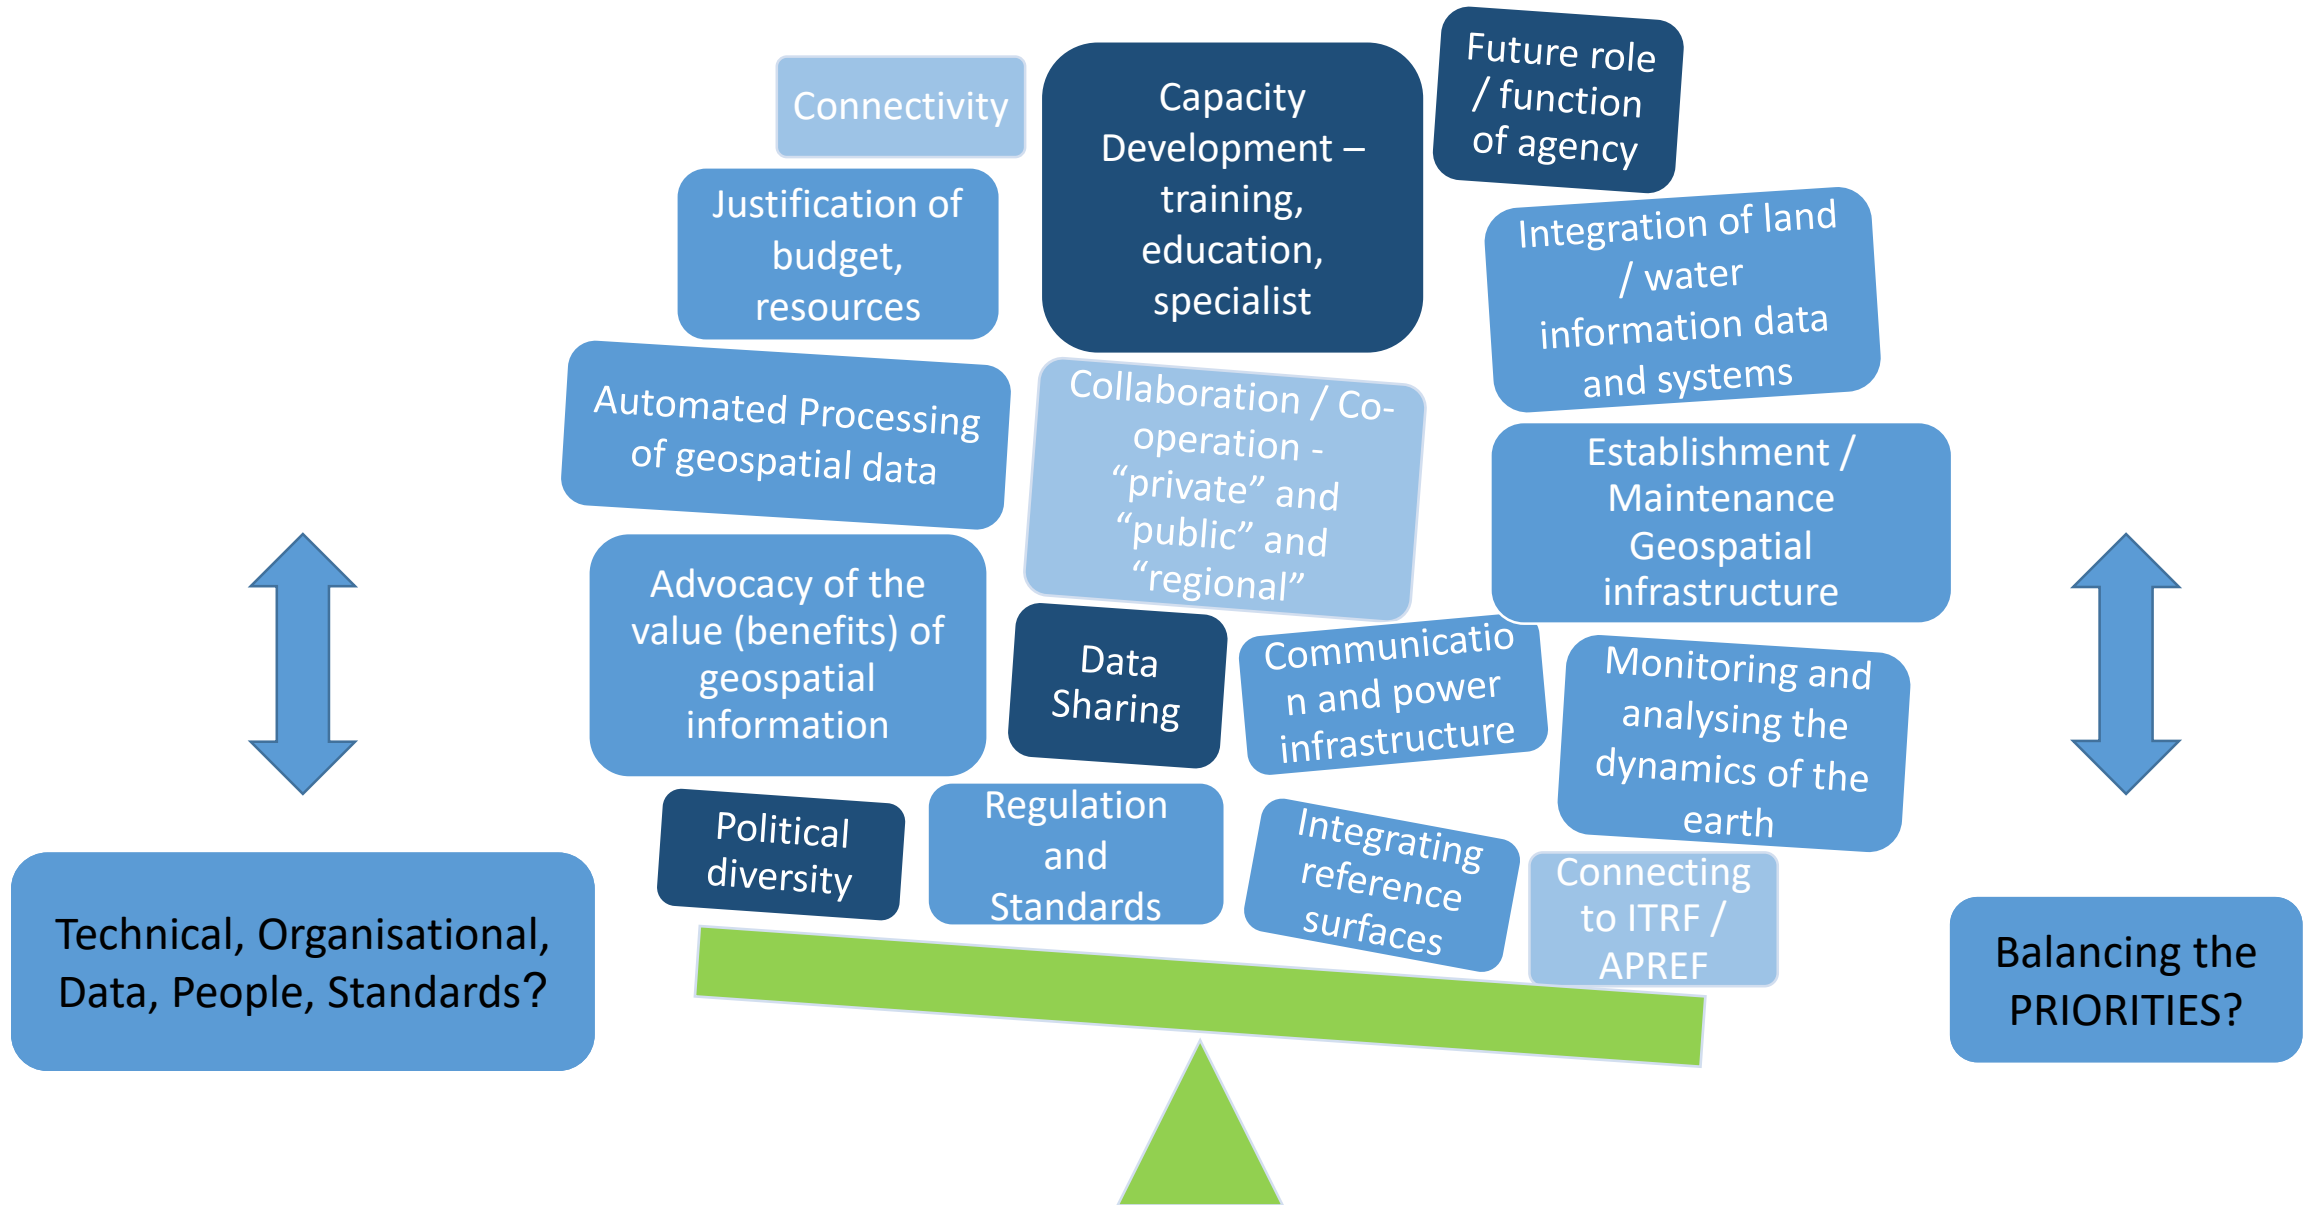 Connectivity
Capacity
Development –
training,
education,
specialist
Future role
/ function
of agency
Justification of
budget,
resources
Integration of land
/ water
information data
and systems
Automated Processing
of geospatial data
Collaboration / Co-
operation -
“private” and
“public” and
“regional”
Establishment /
Maintenance
Geospatial
infrastructure
Advocacy of the
value (benefits) of
geospatial
information
Data
Sharing
Communicatio
n and power
infrastructure
Monitoring and
analysing the
dynamics of the
earth
Political
diversity
Regulation
and
Standards
Integrating
reference
surfaces
Connecting
to ITRF /
APREF
Technical, Organisational,
Data, People, Standards?
Balancing the
PRIORITIES?